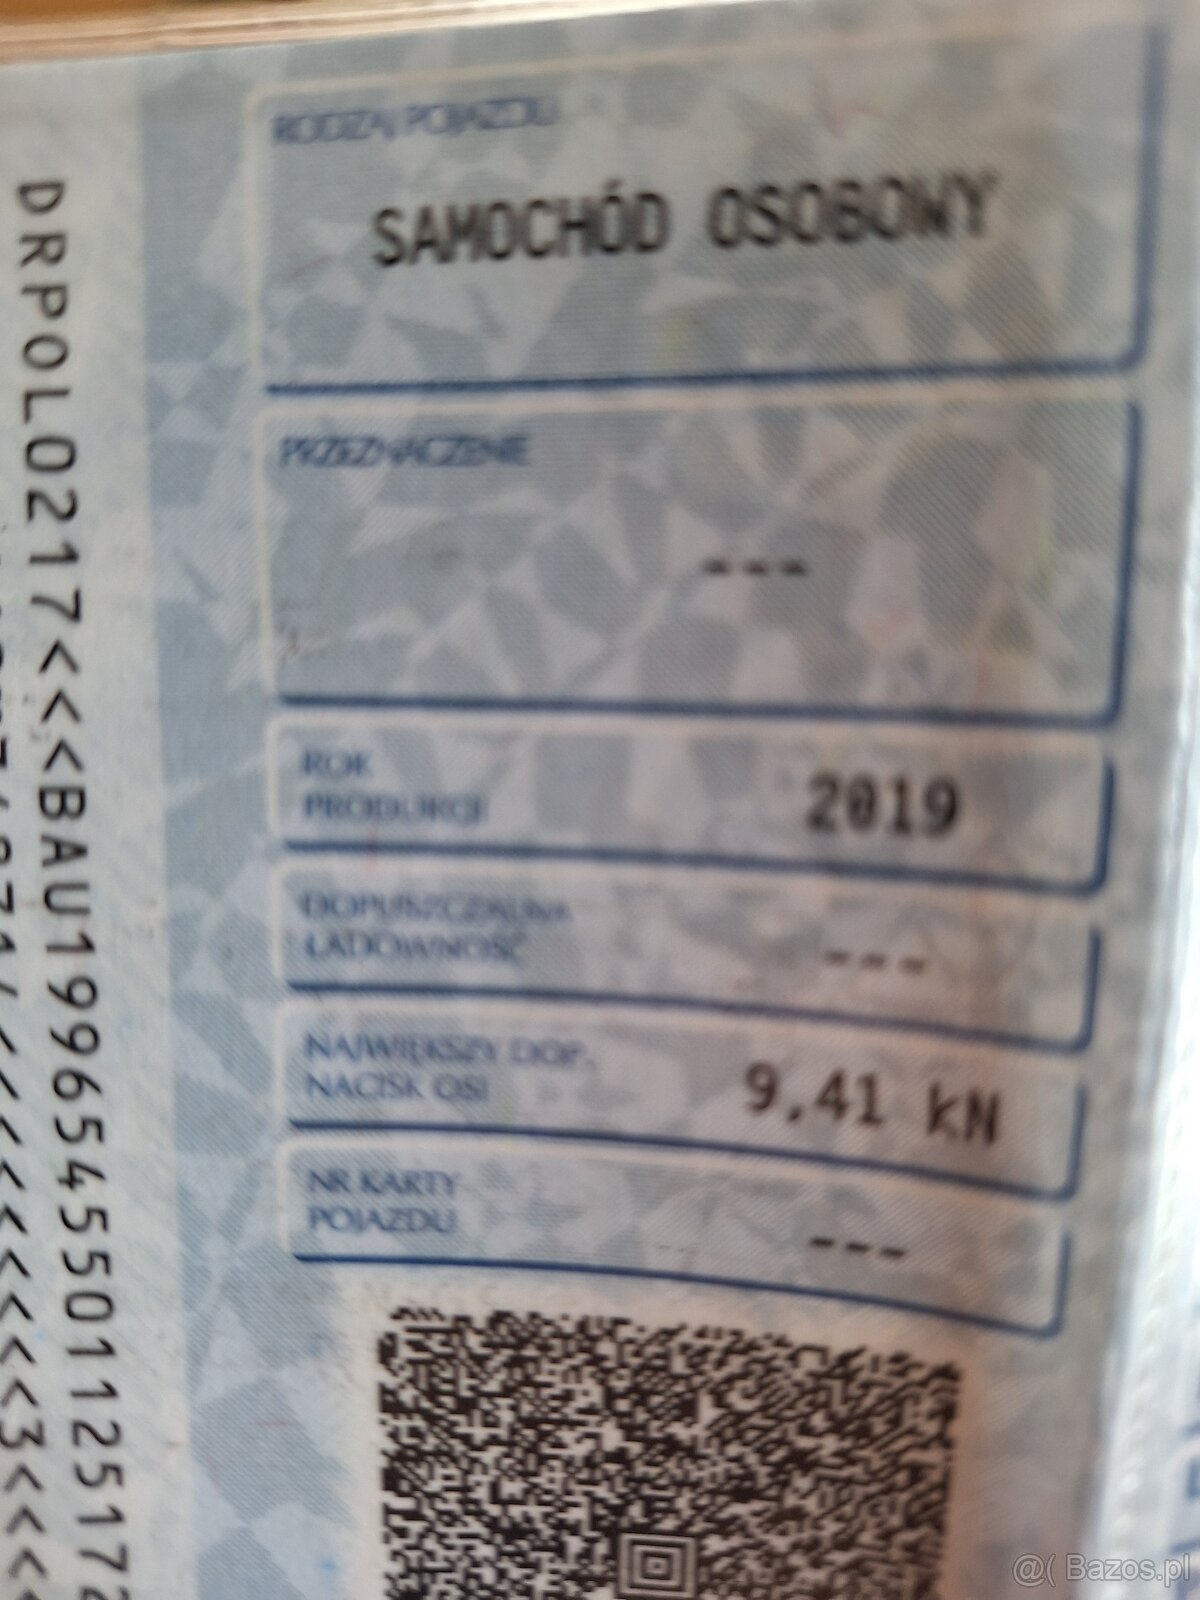 RODZAJ POJAZDU
SAMOCHÓD OSOBOWY
PRZEZNACZENIE
---
ROK
PRODUKCJI
2019
DOPUSZCZALNA
ŁADOWNOŚĆ
---
NAJWIĘKSZY DOP.
NACISK OSI
9,41 kN
NR KARTY
POJAZDU
---
DRPOL0217<<<BAU1996545501125172
<<<<<<<<3<<<<
@( Bazos.pl